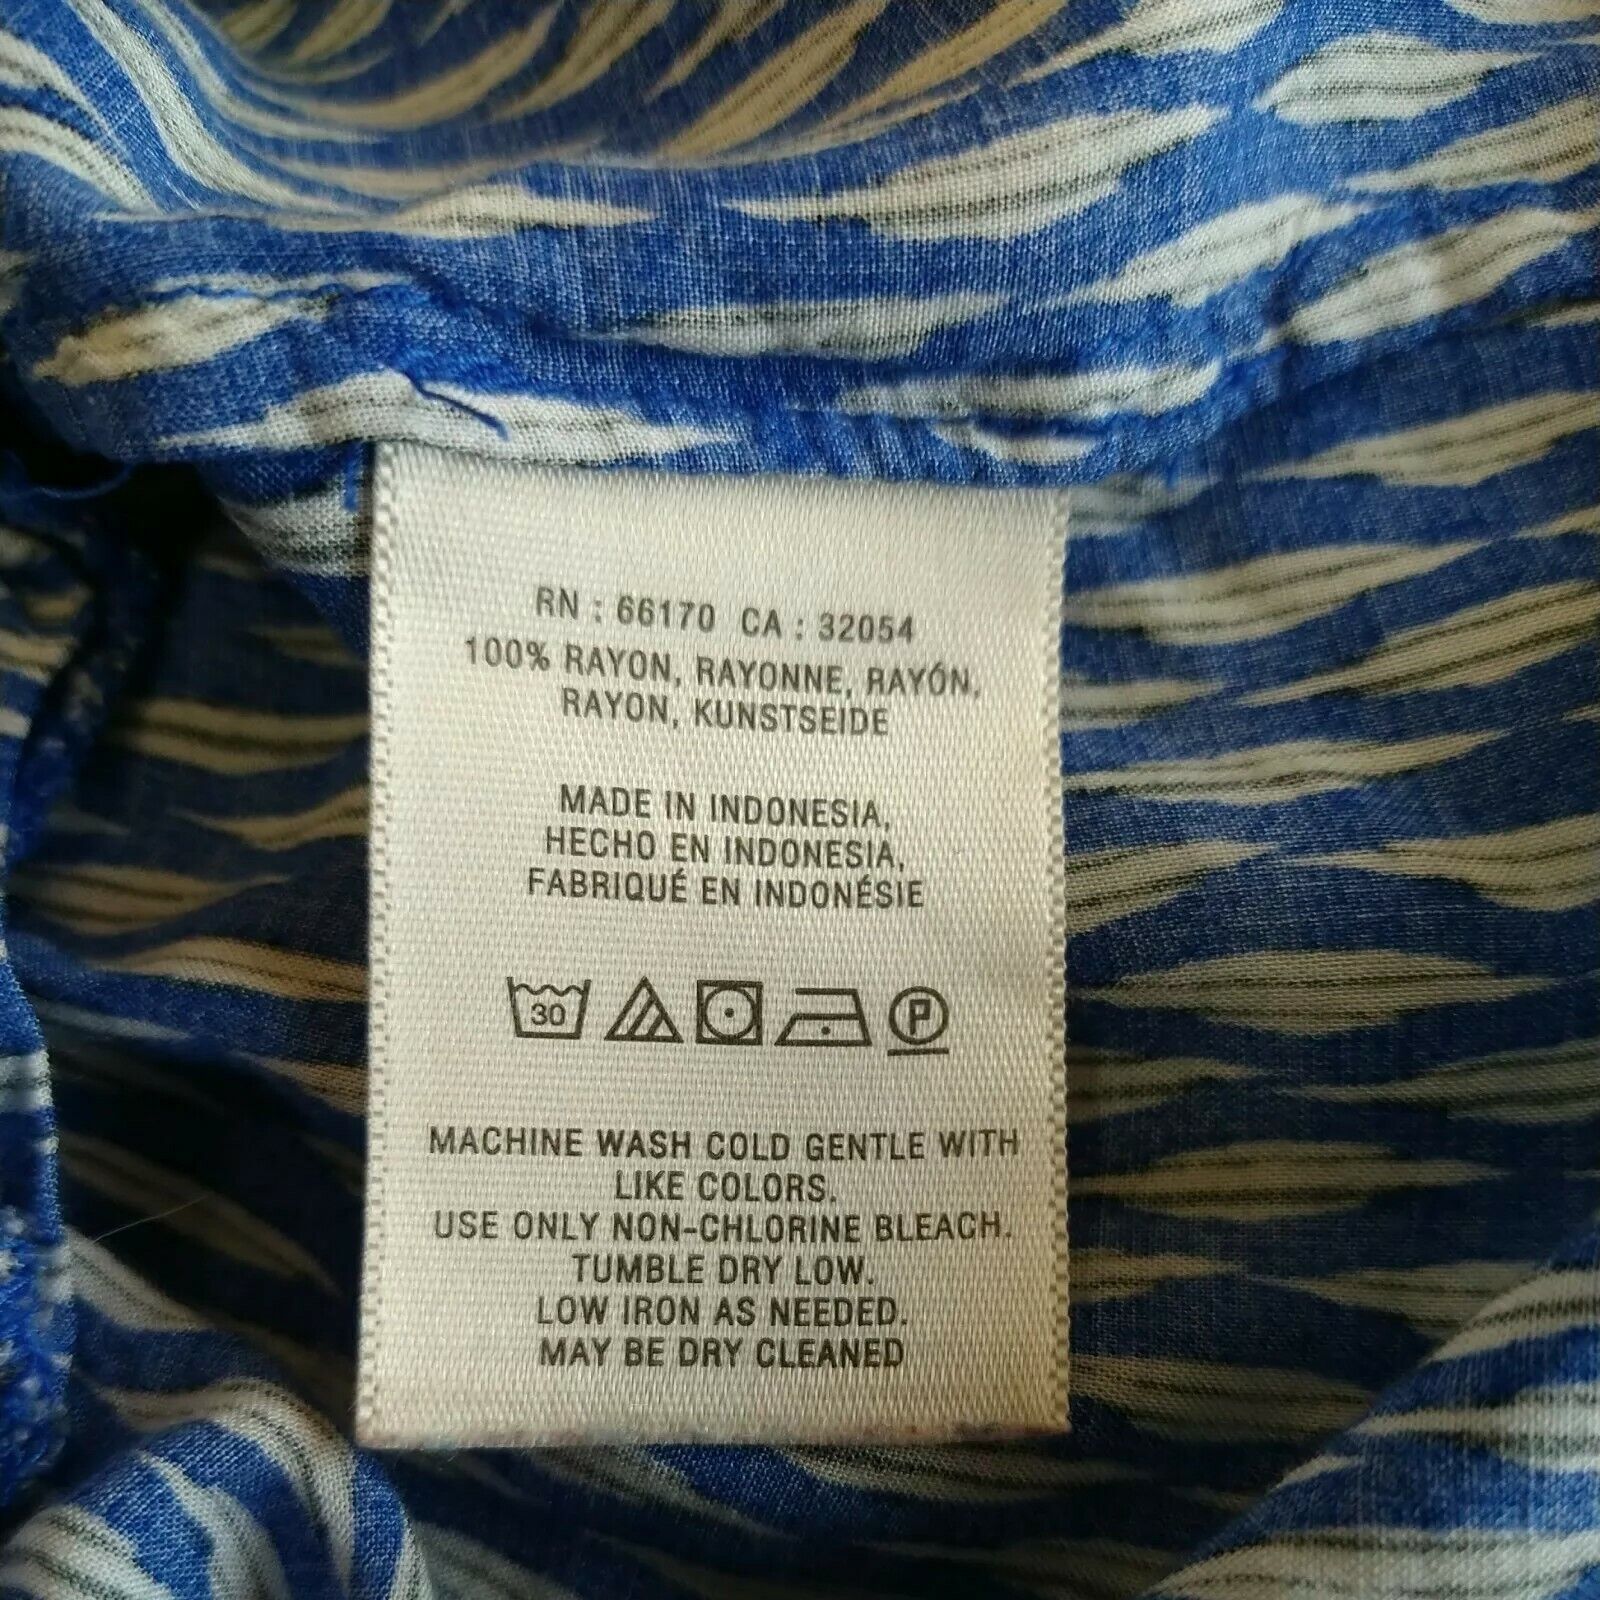 RN : 66170 CA : 32054
100% RAYON, RAYONNE, RAYÓN,
RAYON, KUNSTSEIDE
MADE IN INDONESIA,
HECHO EN INDONESIA,
FABRIQUÉ EN INDONÉSIE
30 P
MACHINE WASH COLD GENTLE WITH
LIKE COLORS.
USE ONLY NON-CHLORINE BLEACH.
TUMBLE DRY LOW.
LOW IRON AS NEEDED.
MAY BE DRY CLEANED